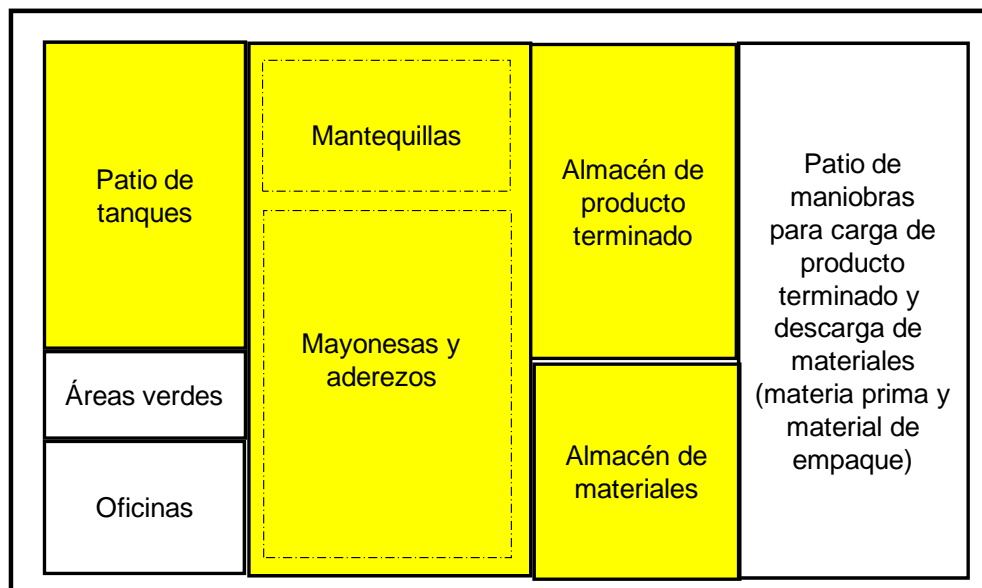 Patio de
tanques
Áreas verdes
Oficinas
Mantequillas
Mayonesas y
aderezos
Almacén de
producto
terminado
Almacén de
materiales
Patio de
maniobras
para carga de
producto
terminado y
descarga de
materiales
(materia prima y
material de
empaque)